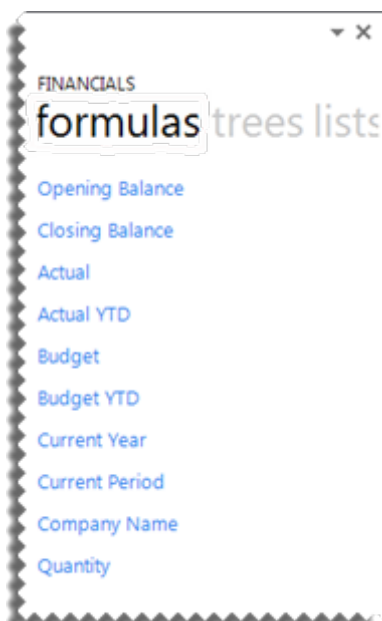 FINANCIALS
formulas trees lists
Opening Balance
Closing Balance
Actual
Actual YTD
Budget
Budget YTD
Current Year
Current Period
Company Name
Quantity